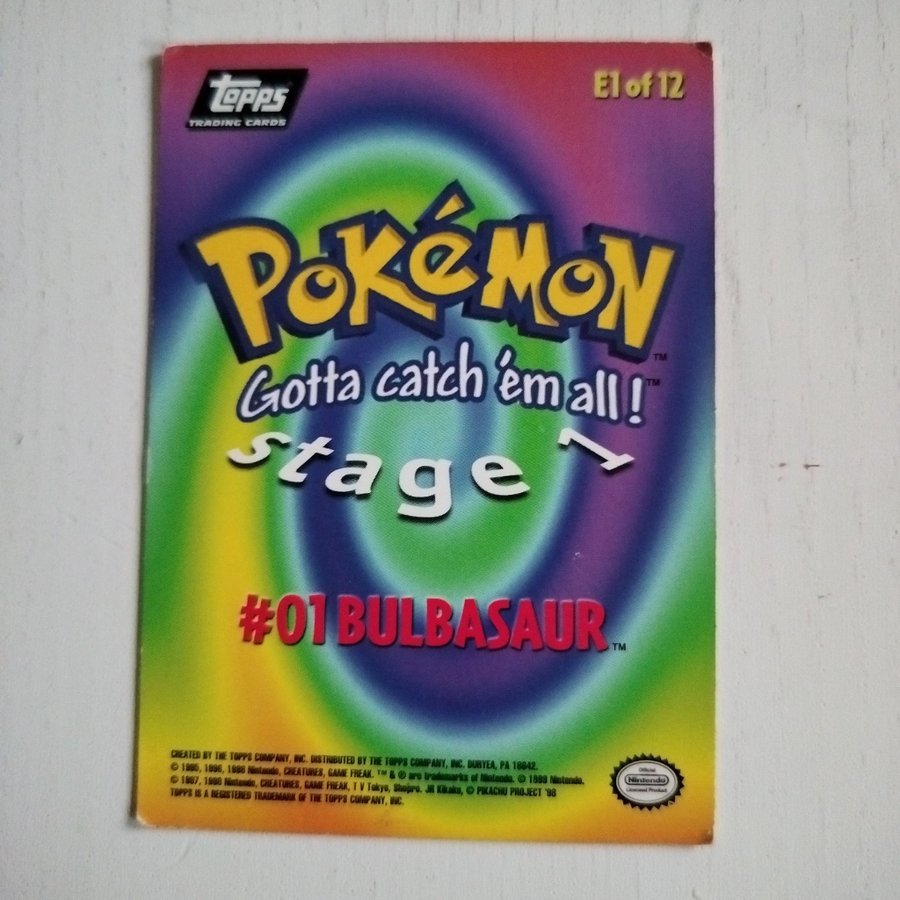 Topps
TRADING CARDS
E1 of 12
POKéMON™
Gotta catch 'em all!™
stage 1
#01 BULBASAUR™
CREATED BY THE TOPPS COMPANY, INC. DISTRIBUTED BY THE TOPPS COMPANY, INC. DURYEA, PA 18642.
© 1995, 1996, 1998 Nintendo, CREATURES, GAME FREAK. ™ & ® are trademarks of Nintendo. © 1999 Nintendo.
© 1997, 1998 Nintendo, CREATURES, GAME FREAK, T V Tokyo, Shopro, JR Kikaku, © PIKACHU PROJECT '98
TOPPS IS A REGISTERED TRADEMARK OF THE TOPPS COMPANY, INC.
Official
Nintendo
Licensed Product